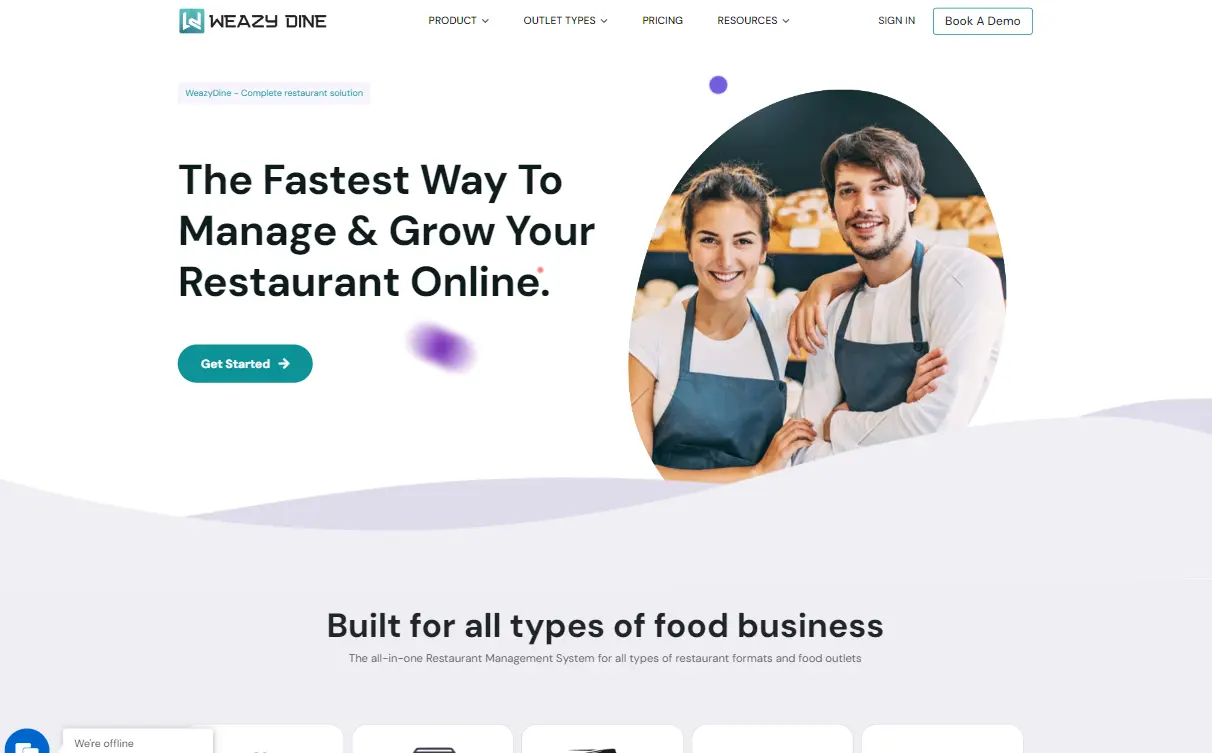 WEAZY DINE
PRODUCT
OUTLET TYPES
PRICING
RESOURCES
SIGN IN
Book A Demo
WeazyDine - Complete restaurant solution
The Fastest Way To
Manage & Grow Your
Restaurant Online.
Get Started
Built for all types of food business
The all-in-one Restaurant Management System for all types of restaurant formats and food outlets
We're offline